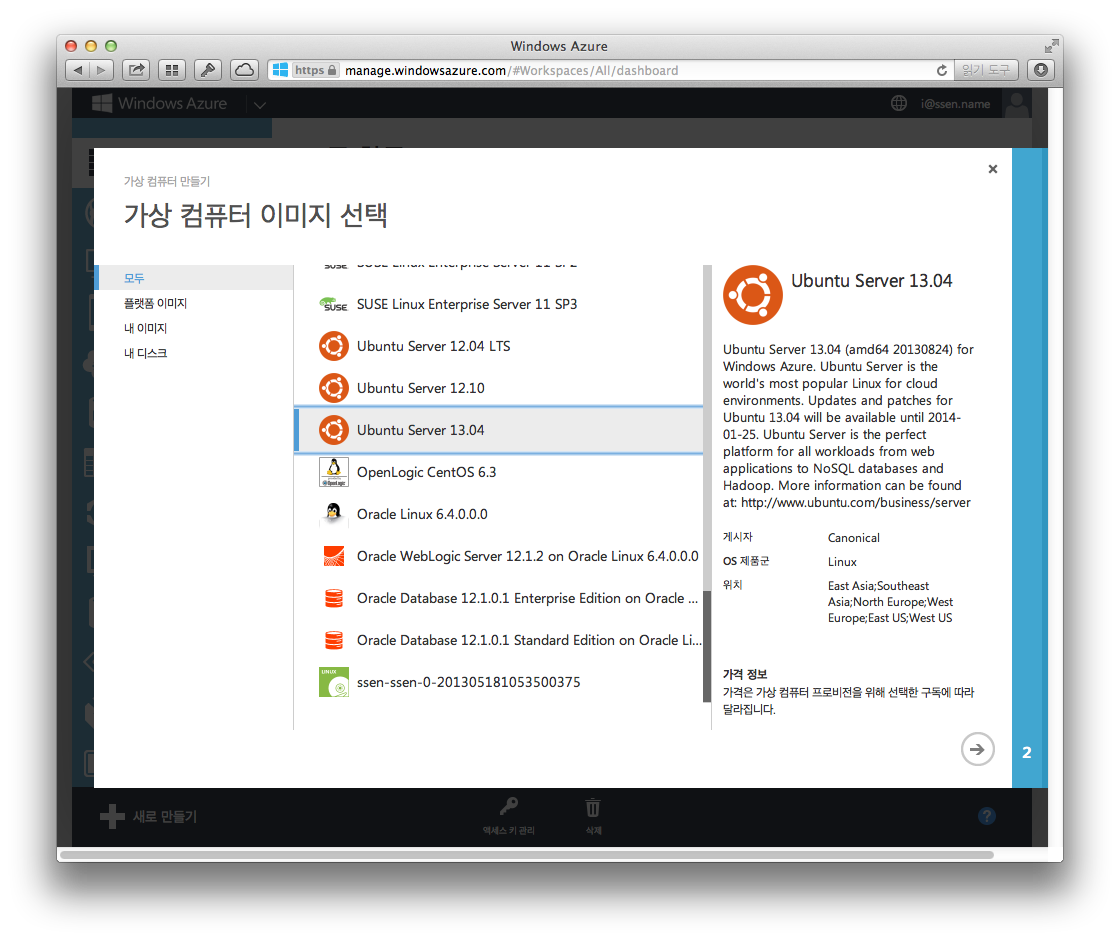 Windows Azure
https manage.windowsazure.com/#Workspaces/All/dashboard 읽기 도구
Windows Azure i@ssen.name
가상 컴퓨터 만들기
가상 컴퓨터 이미지 선택
모두
플랫폼 이미지
내 이미지
내 디스크
SUSE Linux Enterprise Server 11 SP2
SUSE Linux Enterprise Server 11 SP3
Ubuntu Server 12.04 LTS
Ubuntu Server 12.10
Ubuntu Server 13.04
OpenLogic CentOS 6.3
Oracle Linux 6.4.0.0.0
Oracle WebLogic Server 12.1.2 on Oracle Linux 6.4.0.0.0
Oracle Database 12.1.0.1 Enterprise Edition on Oracle ...
Oracle Database 12.1.0.1 Standard Edition on Oracle Li...
LINUX
ssen-ssen-0-201305181053500375
Ubuntu Server 13.04
Ubuntu Server 13.04 (amd64 20130824) for
Windows Azure. Ubuntu Server is the
world's most popular Linux for cloud
environments. Updates and patches for
Ubuntu 13.04 will be available until 2014-
01-25. Ubuntu Server is the perfect
platform for all workloads from web
applications to NoSQL databases and
Hadoop. More information can be found
at: http://www.ubuntu.com/business/server
게시자 Canonical
OS 제품군 Linux
위치 East Asia;Southeast
Asia;North Europe;West
Europe;East US;West US
가격 정보
가격은 가상 컴퓨터 프로비전을 위해 선택한 구독에 따라
달라집니다.
2
새로 만들기
액세스 키 관리
삭제
?